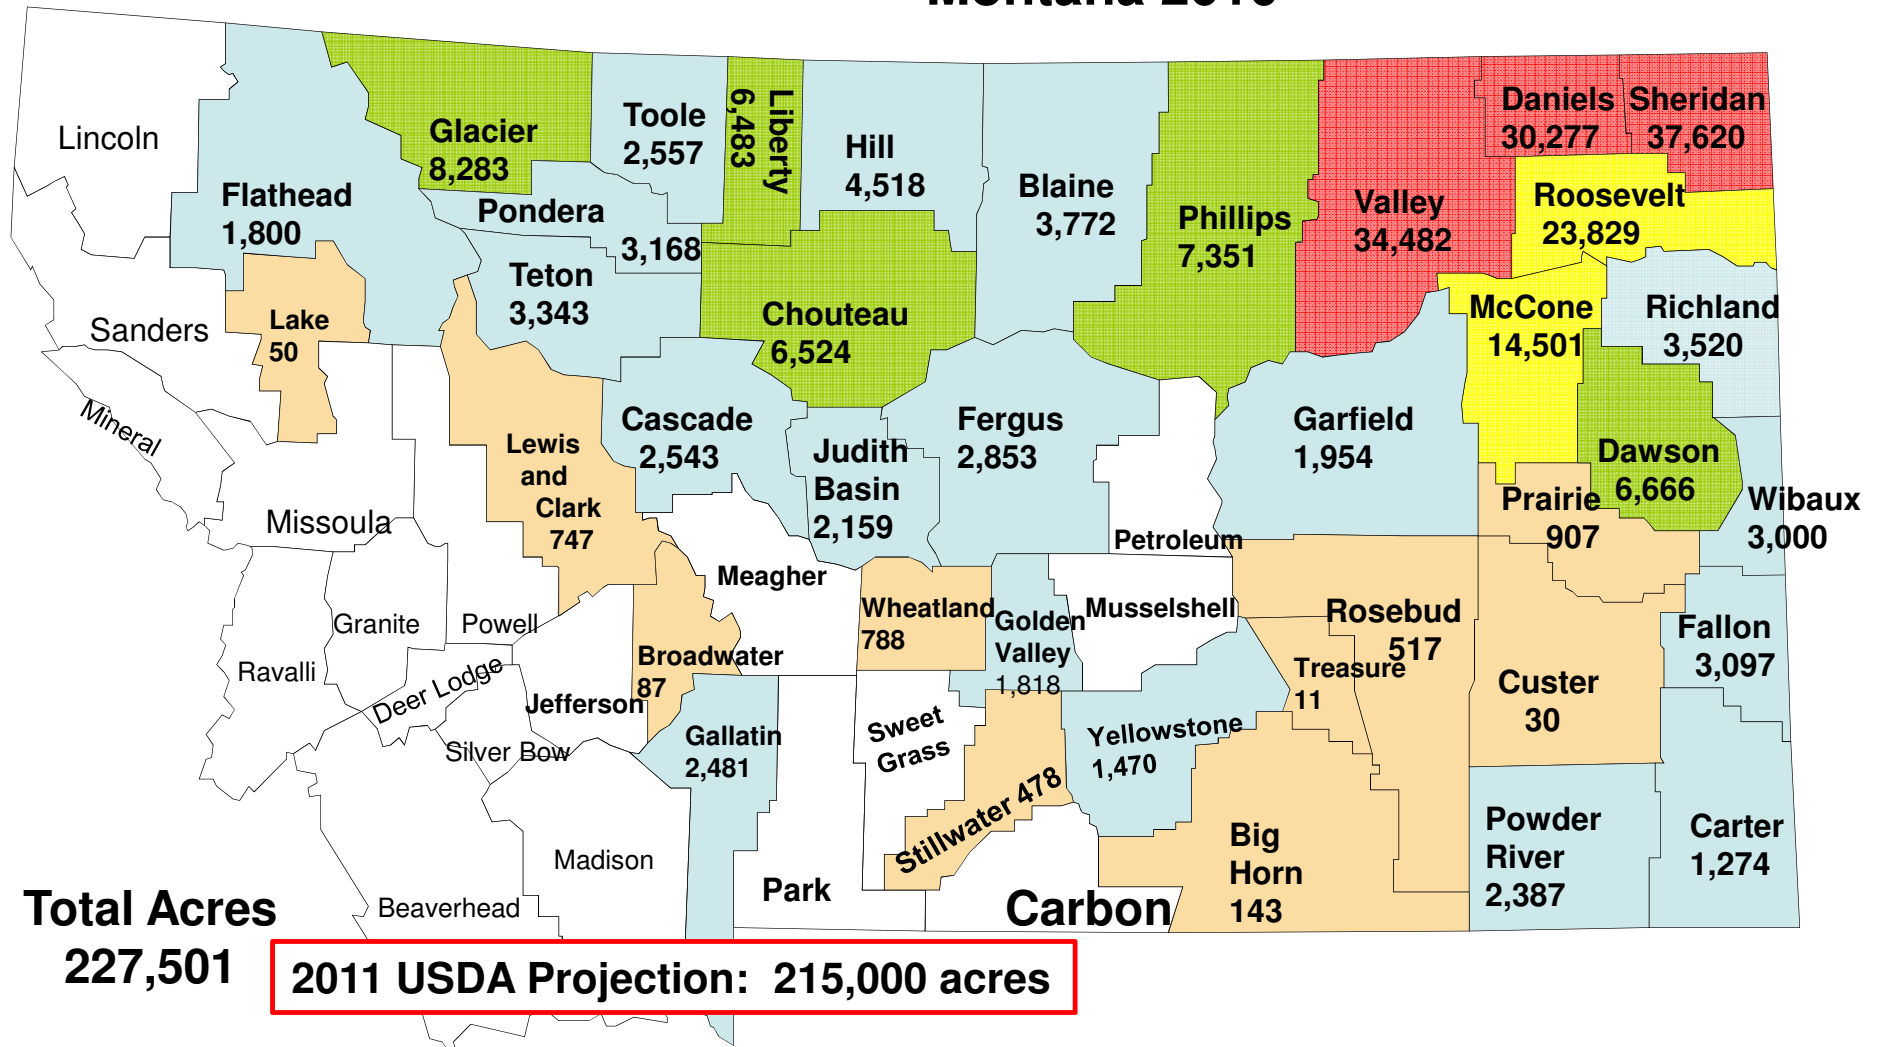 Lincoln
Flathead
1,800
Glacier
8,283
Toole
2,557
Liberty
6,483
Hill
4,518
Blaine
3,772
Phillips
7,351
Valley
34,482
Daniels
30,277
Sheridan
37,620
Roosevelt
23,829
Pondera
3,168
Teton
3,343
Chouteau
6,524
McCone
14,501
Richland
3,520
Sanders
Lake
50
Mineral
Cascade
2,543
Judith
Basin
2,159
Fergus
2,853
Garfield
1,954
Dawson
6,666
Prairie
907
Wibaux
3,000
Lewis
and
Clark
747
Missoula
Petroleum
Meagher
Wheatland
788
Golden
Valley
1,818
Musselshell
Rosebud
517
Treasure
11
Custer
30
Fallon
3,097
Granite
Powell
Ravalli
Deer Lodge
Broadwater
87
Jefferson
Silver Bow
Gallatin
2,481
Sweet
Grass
Stillwater 478
Yellowstone
1,470
Big
Horn
143
Powder
River
2,387
Carter
1,274
Madison
Beaverhead
Park
Carbon
Total Acres
227,501
2011 USDA Projection: 215,000 acres